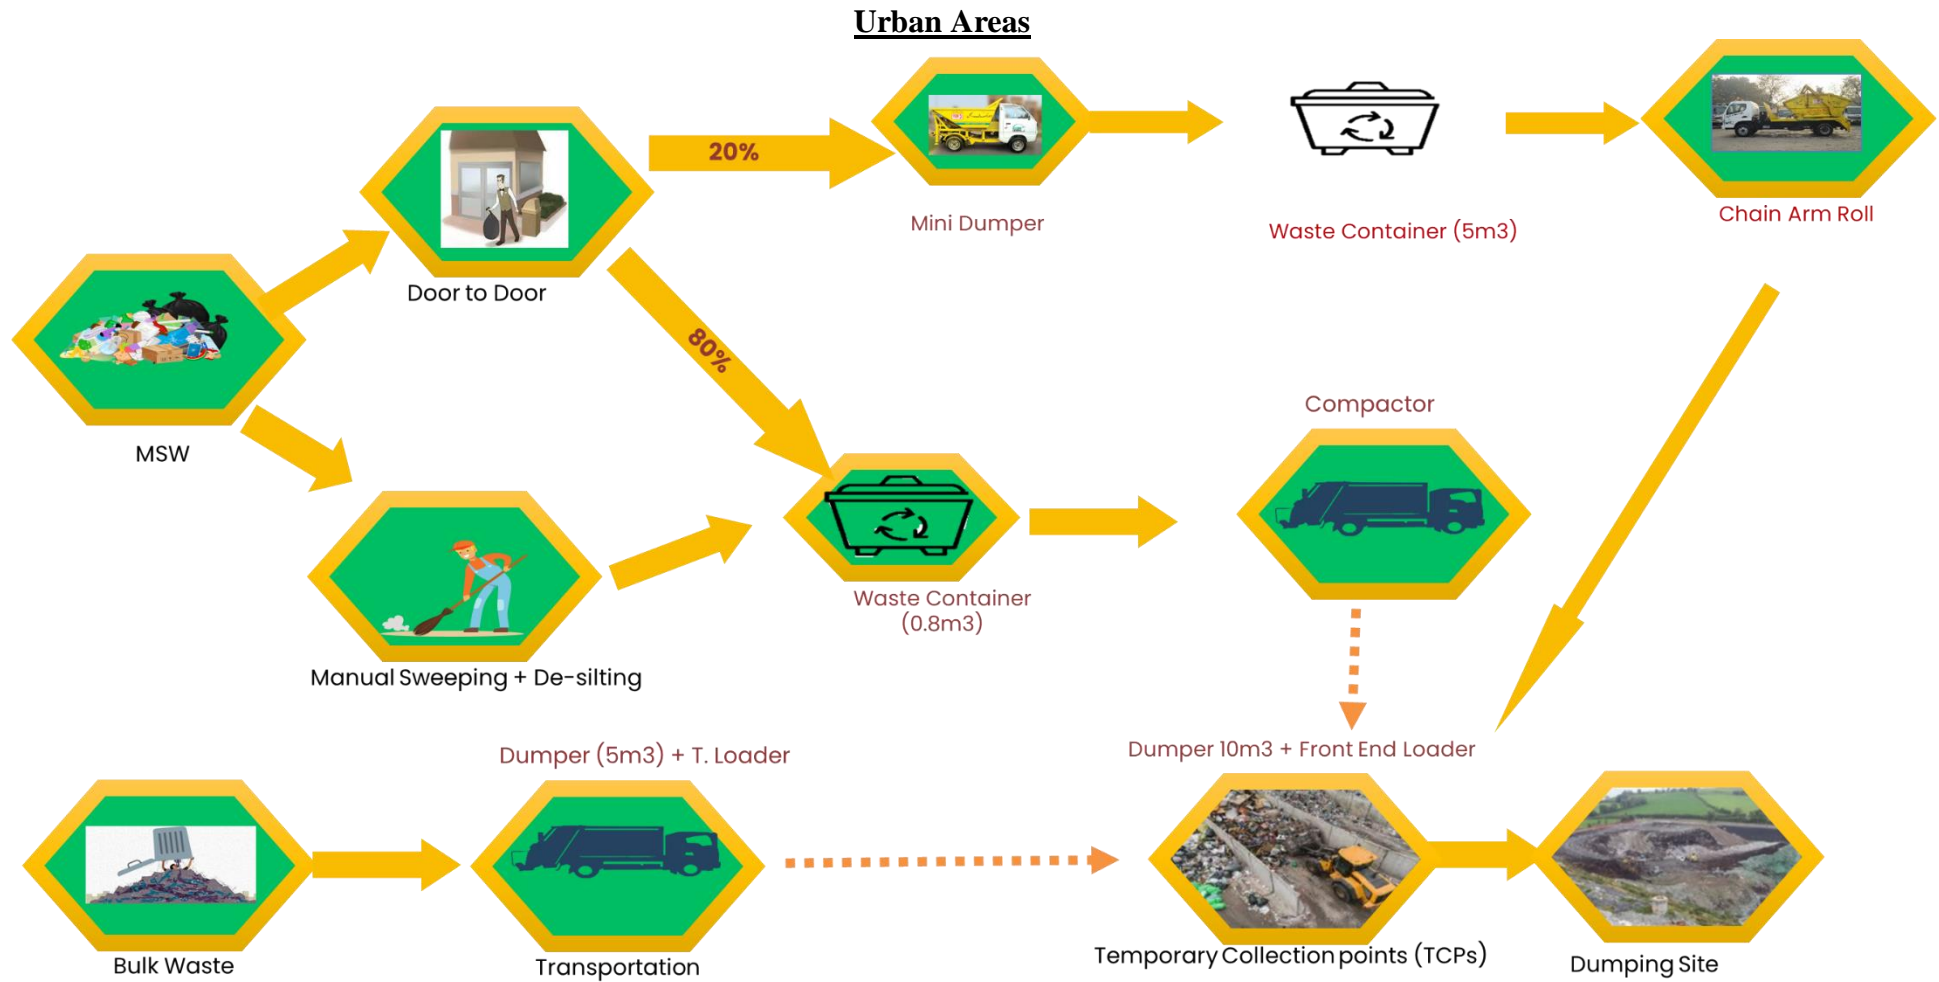 Urban Areas
20%
Mini Dumper
Waste Container (5m3)
Chain Arm Roll
Door to Door
80%
MSW
Compactor
Waste Container
(0.8m3)
Manual Sweeping + De-silting
Dumper (5m3) + T. Loader
Dumper 10m3 + Front End Loader
Bulk Waste
Transportation
Temporary Collection points (TCPs)
Dumping Site